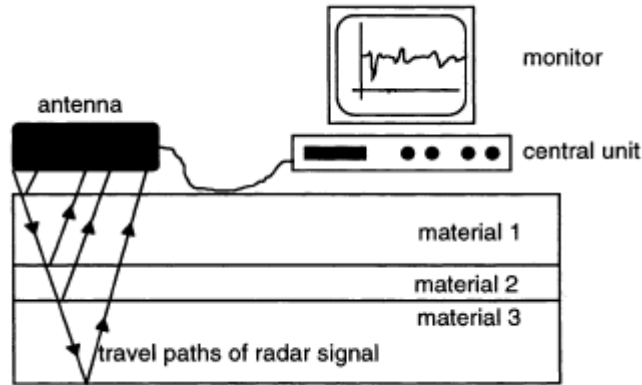 monitor
antenna
central unit
material 1
material 2
material 3
travel paths of radar signal